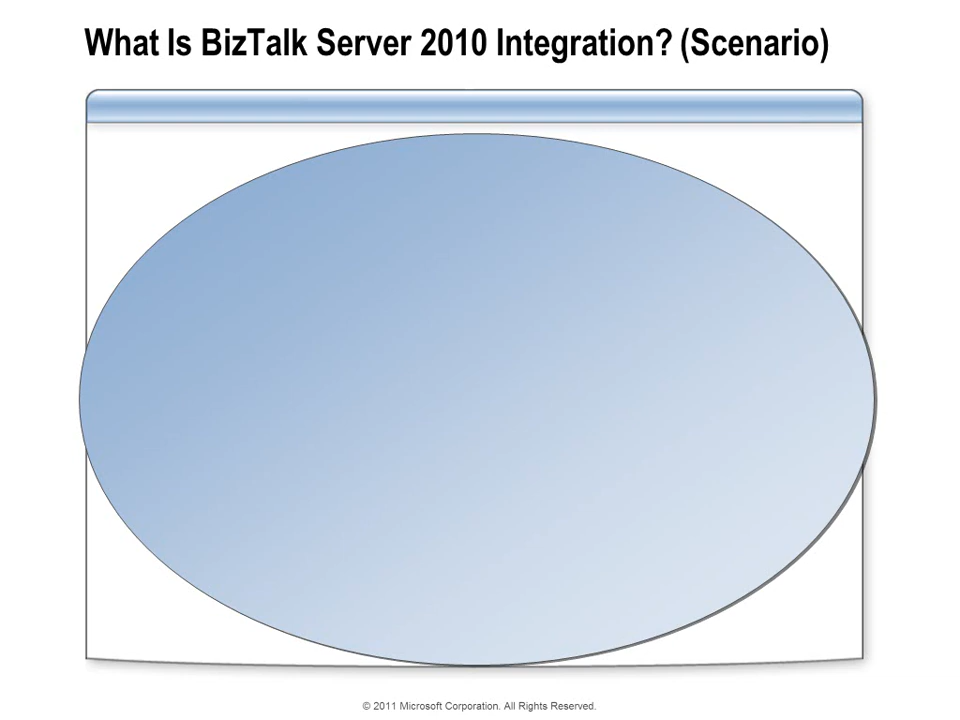 What Is BizTalk Server 2010 Integration? (Scenario)
© 2011 Microsoft Corporation. All Rights Reserved.